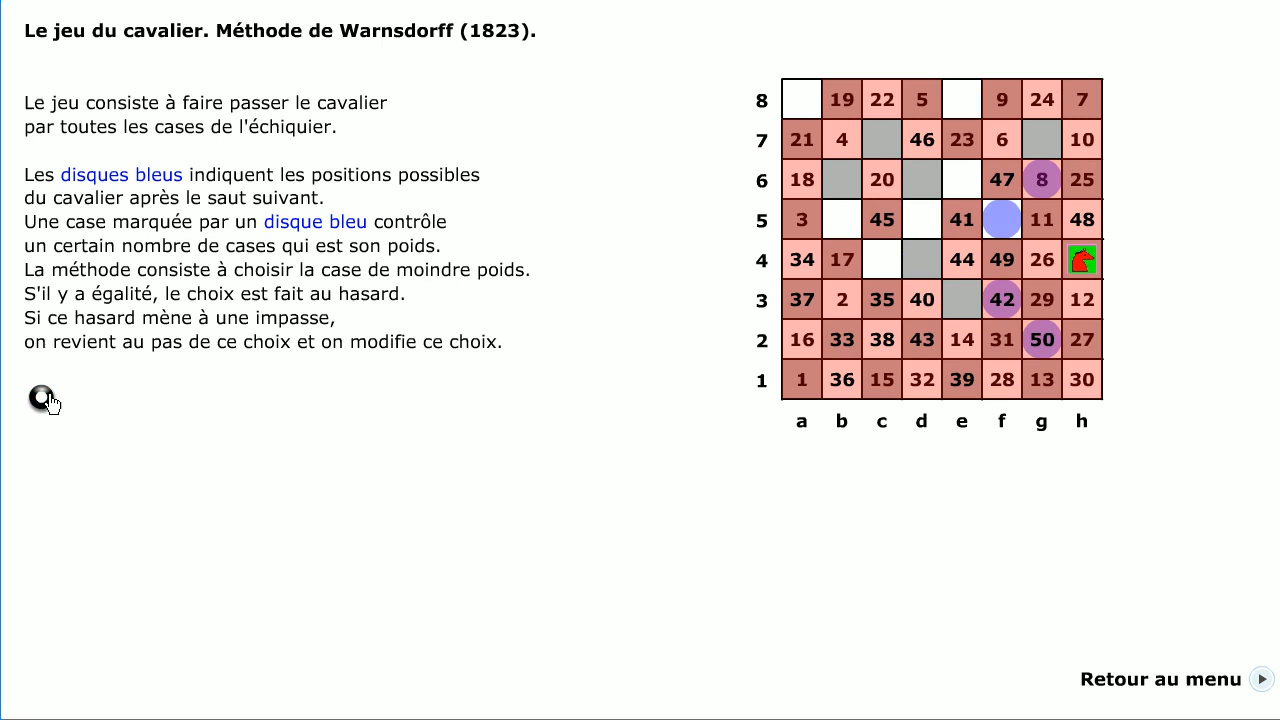 Le jeu du cavalier. Méthode de Warnsdorff (1823).
Le jeu consiste à faire passer le cavalier
par toutes les cases de l'échiquier.
Les disques bleus indiquent les positions possibles
du cavalier après le saut suivant.
Une case marquée par un disque bleu contrôle
un certain nombre de cases qui est son poids.
La méthode consiste à choisir la case de moindre poids.
S'il y a égalité, le choix est fait au hasard.
Si ce hasard mène à une impasse,
on revient au pas de ce choix et on modifie ce choix.
8 19 22 5 9 24 7
7 21 4 46 23 6 10
6 18 20 47 8 25
5 3 45 41 11 48
4 34 17 44 49 26
3 37 2 35 40 42 29 12
2 16 33 38 43 14 31 50 27
1 1 36 15 32 39 28 13 30
a b c d e f g h
Retour au menu